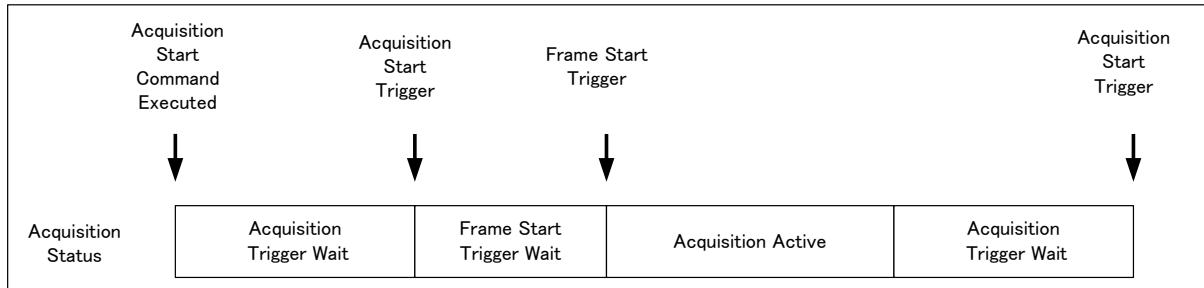 Acquisition
Start
Command
Executed
Acquisition
Start
Trigger
Frame Start
Trigger
Acquisition
Start
Trigger
Acquisition
Status
Acquisition
Trigger Wait
Frame Start
Trigger Wait
Acquisition Active
Acquisition
Trigger Wait